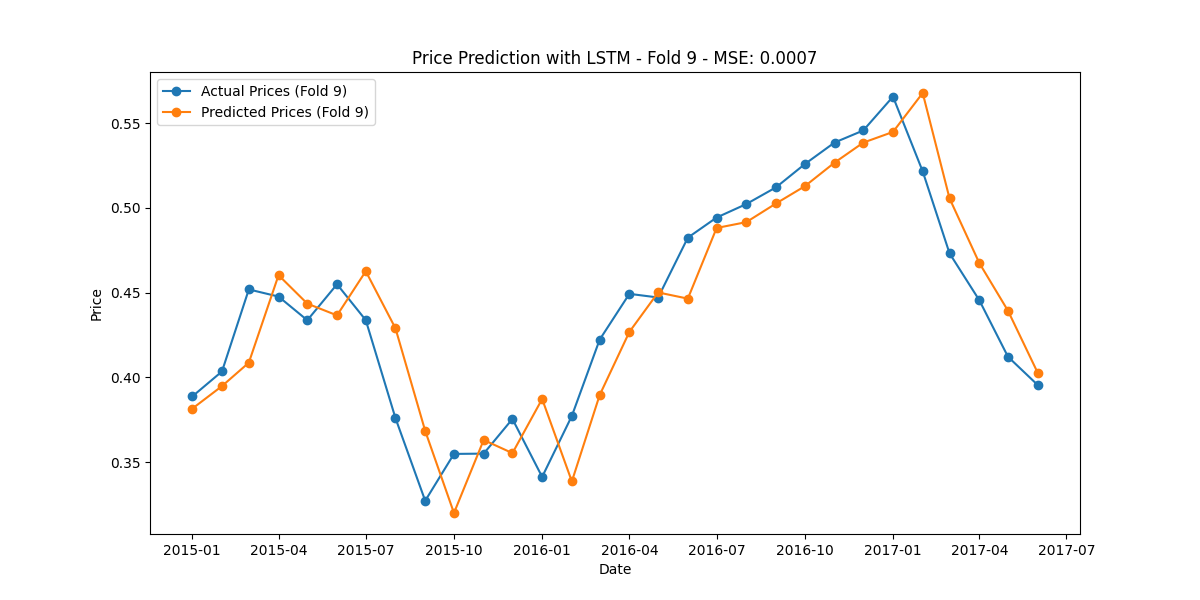 Price Prediction with LSTM - Fold 9 - MSE: 0.0007
Actual Prices (Fold 9)
Predicted Prices (Fold 9)
0.55
0.50
0.45
0.40
0.35
Price
2015-01 2015-04 2015-07 2015-10 2016-01 2016-04 2016-07 2016-10 2017-01 2017-04 2017-07
Date